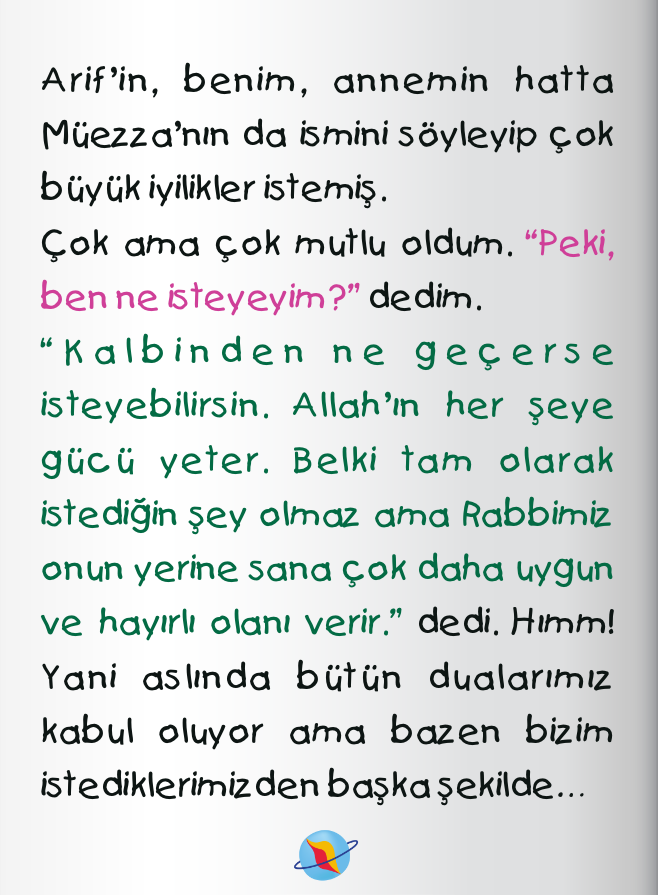 Arif’in, benim, annemin hatta
Müezza’nın da ismini söyleyip çok
büyük iyilikler istemiş.
Çok ama çok mutlu oldum. “Peki,
ben ne isteyeyim?” dedim.
“Kalbinden ne geçerse
isteyebilirsin. Allah’ın her şeye
gücü yeter. Belki tam olarak
istediğin şey olmaz ama Rabbimiz
onun yerine sana çok daha uygun
ve hayırlı olanı verir.” dedi. Hımm!
Yani aslında bütün dualarımız
kabul oluyor ama bazen bizim
istediklerimizden başka şekilde...